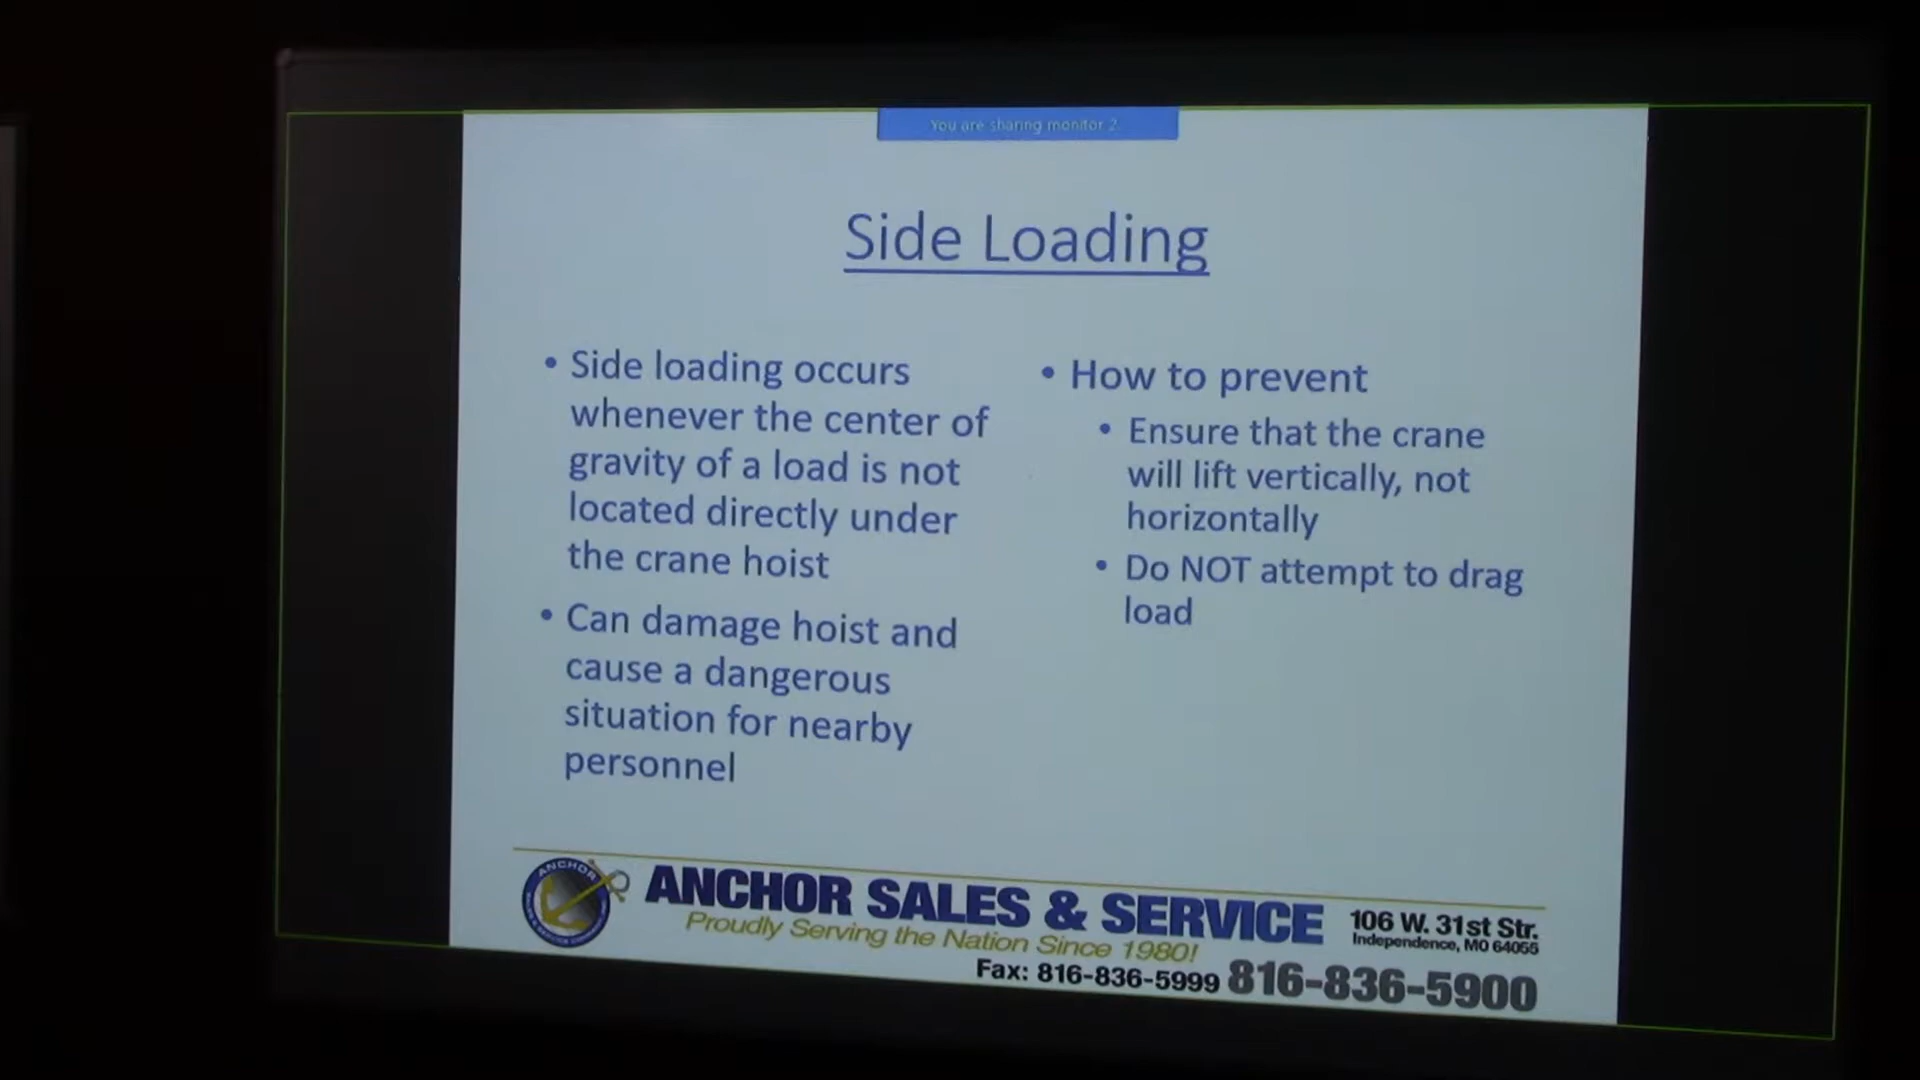 You are sharing monitor 2
Side Loading
• Side loading occurs
whenever the center of
gravity of a load is not
located directly under
the crane hoist
• Can damage hoist and
cause a dangerous
situation for nearby
personnel
• How to prevent
• Ensure that the crane
will lift vertically, not
horizontally
• Do NOT attempt to drag
load
ANCHOR
ANCHOR SALES & SERVICE
Proudly Serving the Nation Since 1980!
106 W. 31st Str.
Independence, MO 64055
Fax: 816-836-5999 816-836-5900